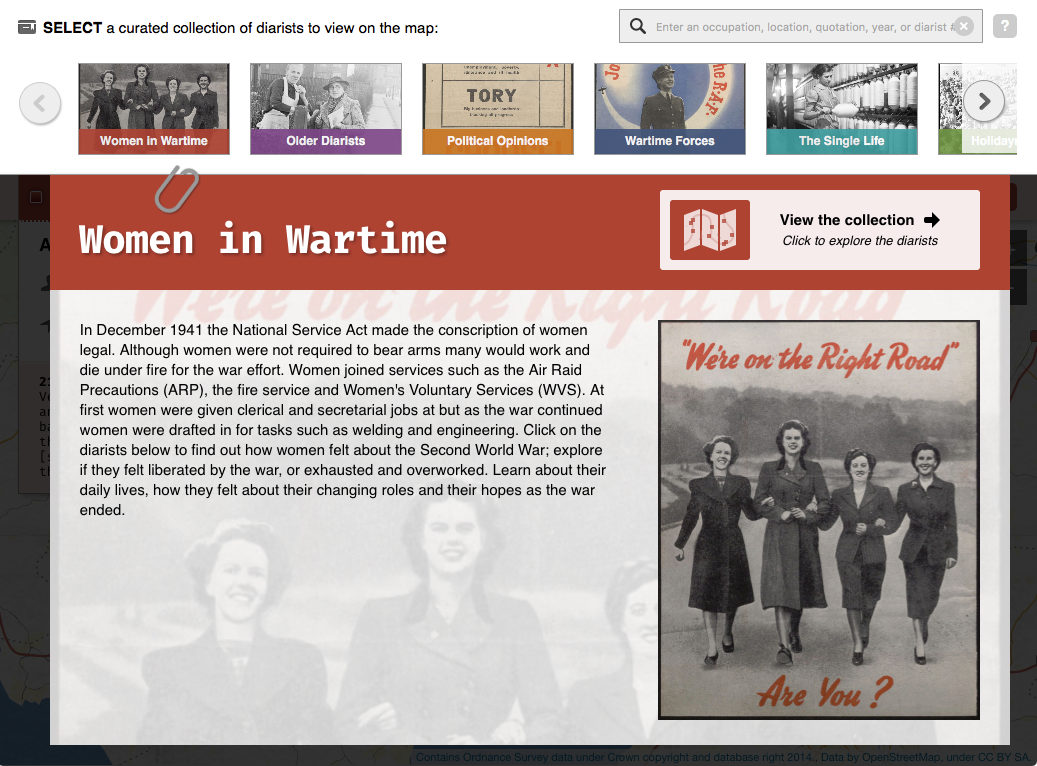 SELECT a curated collection of diarists to view on the map:
Enter an occupation, location, quotation, year, or diarist #
?
TORY
Women in Wartime
Older Diarists
Political Opinions
Wartime Forces
The Single Life
Holidays
Women in Wartime
View the collection
Click to explore the diarists
We're on the Right Road
In December 1941 the National Service Act made the conscription of women
legal. Although women were not required to bear arms many would work and
die under fire for the war effort. Women joined services such as the Air Raid
Precautions (ARP), the fire service and Women's Voluntary Services (WVS). At
first women were given clerical and secretarial jobs at but as the war continued
women were drafted in for tasks such as welding and engineering. Click on the
diarists below to find out how women felt about the Second World War; explore
if they felt liberated by the war, or exhausted and overworked. Learn about their
daily lives, how they felt about their changing roles and their hopes as the war
ended.
"We're on the Right Road"
Are You?
Contains Ordnance Survey data under Crown copyright and database right 2014., Data by OpenStreetMap, under CC BY SA.